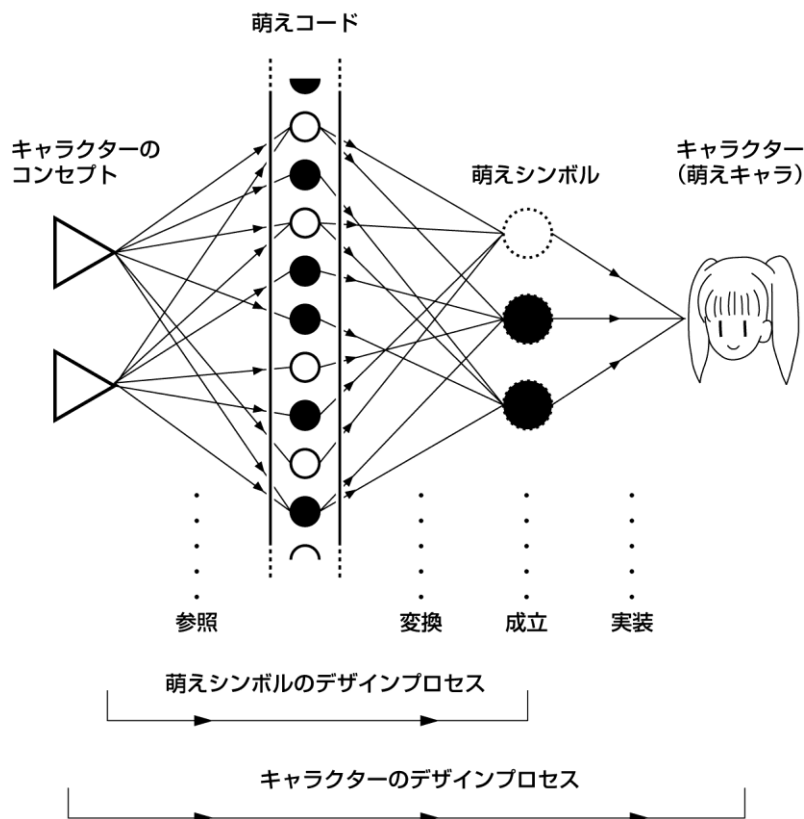 萌えコード
キャラクターの
コンセプト
萌えシンボル
キャラクター
（萌えキャラ）
参照
変換
成立
実装
萌えシンボルのデザインプロセス
キャラクターのデザインプロセス